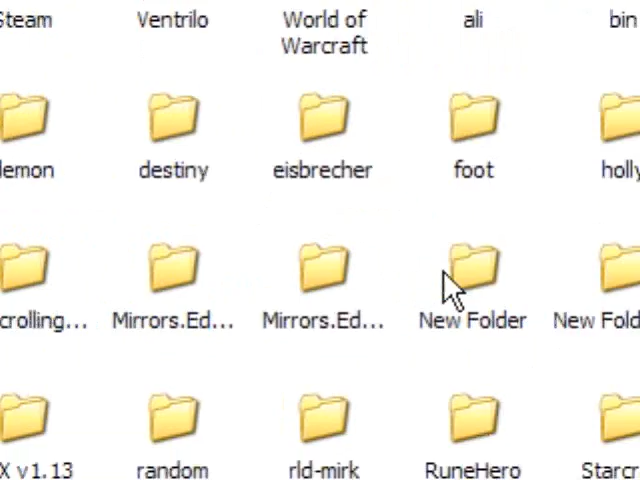 Steam Ventrilo World of ali bin
Warcraft
demon destiny eisbrecher foot holly
crolling... Mirrors.Ed... Mirrors.Ed... New Folder New Fold
X v1.13 random rld-mirk RuneHero Starcr